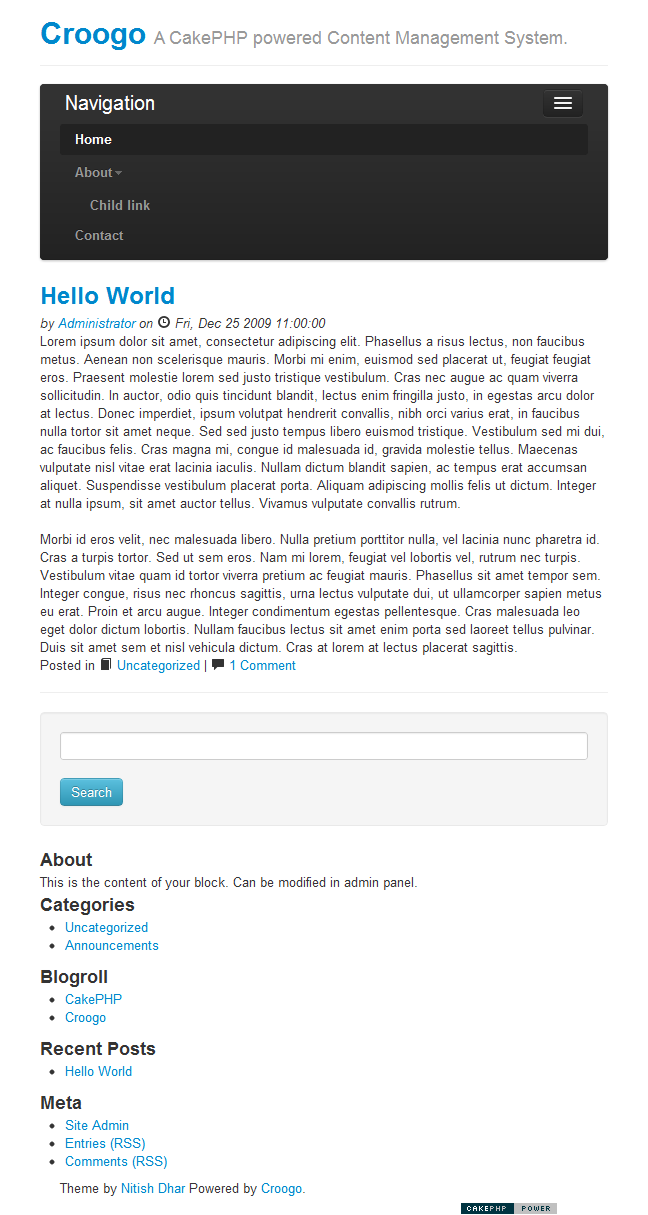 Croogo A CakePHP powered Content Management System.
Navigation
Home
About
Child link
Contact
Hello World
by Administrator on Fri, Dec 25 2009 11:00:00
Lorem ipsum dolor sit amet, consectetur adipiscing elit. Phasellus a risus lectus, non faucibus
metus. Aenean non scelerisque mauris. Morbi mi enim, euismod sed placerat ut, feugiat feugiat
eros. Praesent molestie lorem sed justo tristique vestibulum. Cras nec augue ac quam viverra
sollicitudin. In auctor, odio quis tincidunt blandit, lectus enim fringilla justo, in egestas arcu dolor
at lectus. Donec imperdiet, ipsum volutpat hendrerit convallis, nibh orci varius erat, in faucibus
nulla tortor sit amet neque. Sed sed justo tempus libero euismod tristique. Vestibulum sed mi dui,
ac faucibus felis. Cras magna mi, congue id malesuada id, gravida molestie tellus. Maecenas
vulputate nisl vitae erat lacinia iaculis. Nullam dictum blandit sapien, ac tempus erat accumsan
aliquet. Suspendisse vestibulum placerat porta. Aliquam adipiscing mollis felis ut dictum. Integer
at nulla ipsum, sit amet auctor tellus. Vivamus vulputate convallis rutrum.
Morbi id eros velit, nec malesuada libero. Nulla pretium porttitor nulla, vel lacinia nunc pharetra id.
Cras a turpis tortor. Sed ut sem eros. Nam mi lorem, feugiat vel lobortis vel, rutrum nec turpis.
Vestibulum vitae quam id tortor viverra pretium ac feugiat mauris. Phasellus sit amet tempor sem.
Integer congue, risus nec rhoncus sagittis, urna lectus vulputate dui, ut ullamcorper sapien metus
eu erat. Proin et arcu augue. Integer condimentum egestas pellentesque. Cras malesuada leo
eget dolor dictum lobortis. Nullam faucibus lectus sit amet enim porta sed laoreet tellus pulvinar.
Duis sit amet sem et nisl vehicula dictum. Cras at lorem at lectus placerat sagittis.
Posted in Uncategorized | 1 Comment
Search
About
This is the content of your block. Can be modified in admin panel.
Categories
Uncategorized
Announcements
Blogroll
CakePHP
Croogo
Recent Posts
Hello World
Meta
Site Admin
Entries (RSS)
Comments (RSS)
Theme by Nitish Dhar Powered by Croogo.
CAKEPHP POWER